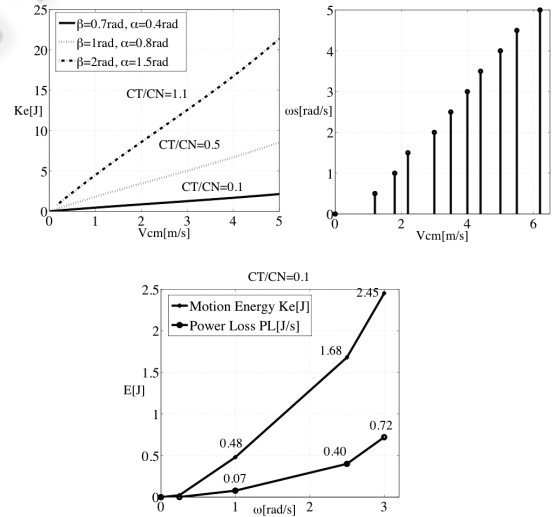 25
20
15
10
5
0
Ke[J]
β=0.7rad, α=0.4rad
β=1rad, α=0.8rad
β=2rad, α=1.5rad
CT/CN=1.1
CT/CN=0.5
CT/CN=0.1
0 1 2 3 4 5
Vcm[m/s]
5
4
3
2
1
0
ωs[rad/s]
0 2 4 6
Vcm[m/s]
CT/CN=0.1
2.5
2
1.5
1
0.5
0
E[J]
Motion Energy Ke[J]
Power Loss PL[J/s]
2.45
1.68
0.48
0.72
0.40
0.07
0 1 2 3
ω[rad/s]